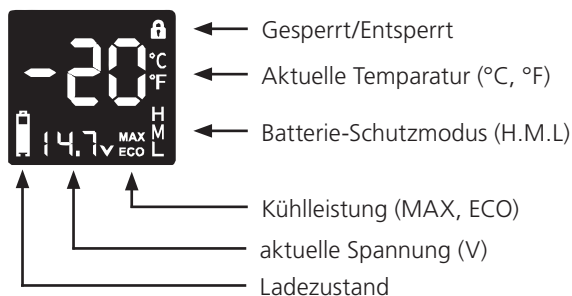 Gesperrt/Entsperrt
-20 °C °F
Aktuelle Temparatur (°C, °F)
H M L
Batterie-Schutzmodus (H.M.L)
14.7v MAX ECO
Kühlleistung (MAX, ECO)
aktuelle Spannung (V)
Ladezustand